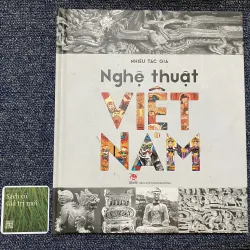 NHIỀU TÁC GIẢ
Nghệ thuật
VIỆT
NAM
Sách cũ
Giá trị mới